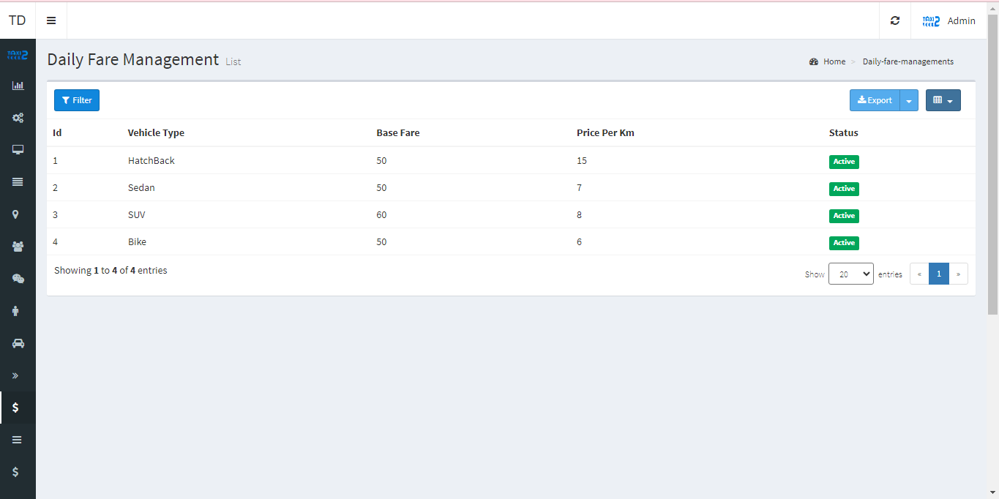 TD
TAXI2 Admin
TAXI2
Daily Fare Management List
Home > Daily-fare-managements
Filter
Export
Id Vehicle Type Base Fare Price Per Km Status
1 HatchBack 50 15 Active
2 Sedan 50 7 Active
3 SUV 60 8 Active
4 Bike 50 6 Active
Showing 1 to 4 of 4 entries
Show 20 entries « 1 »